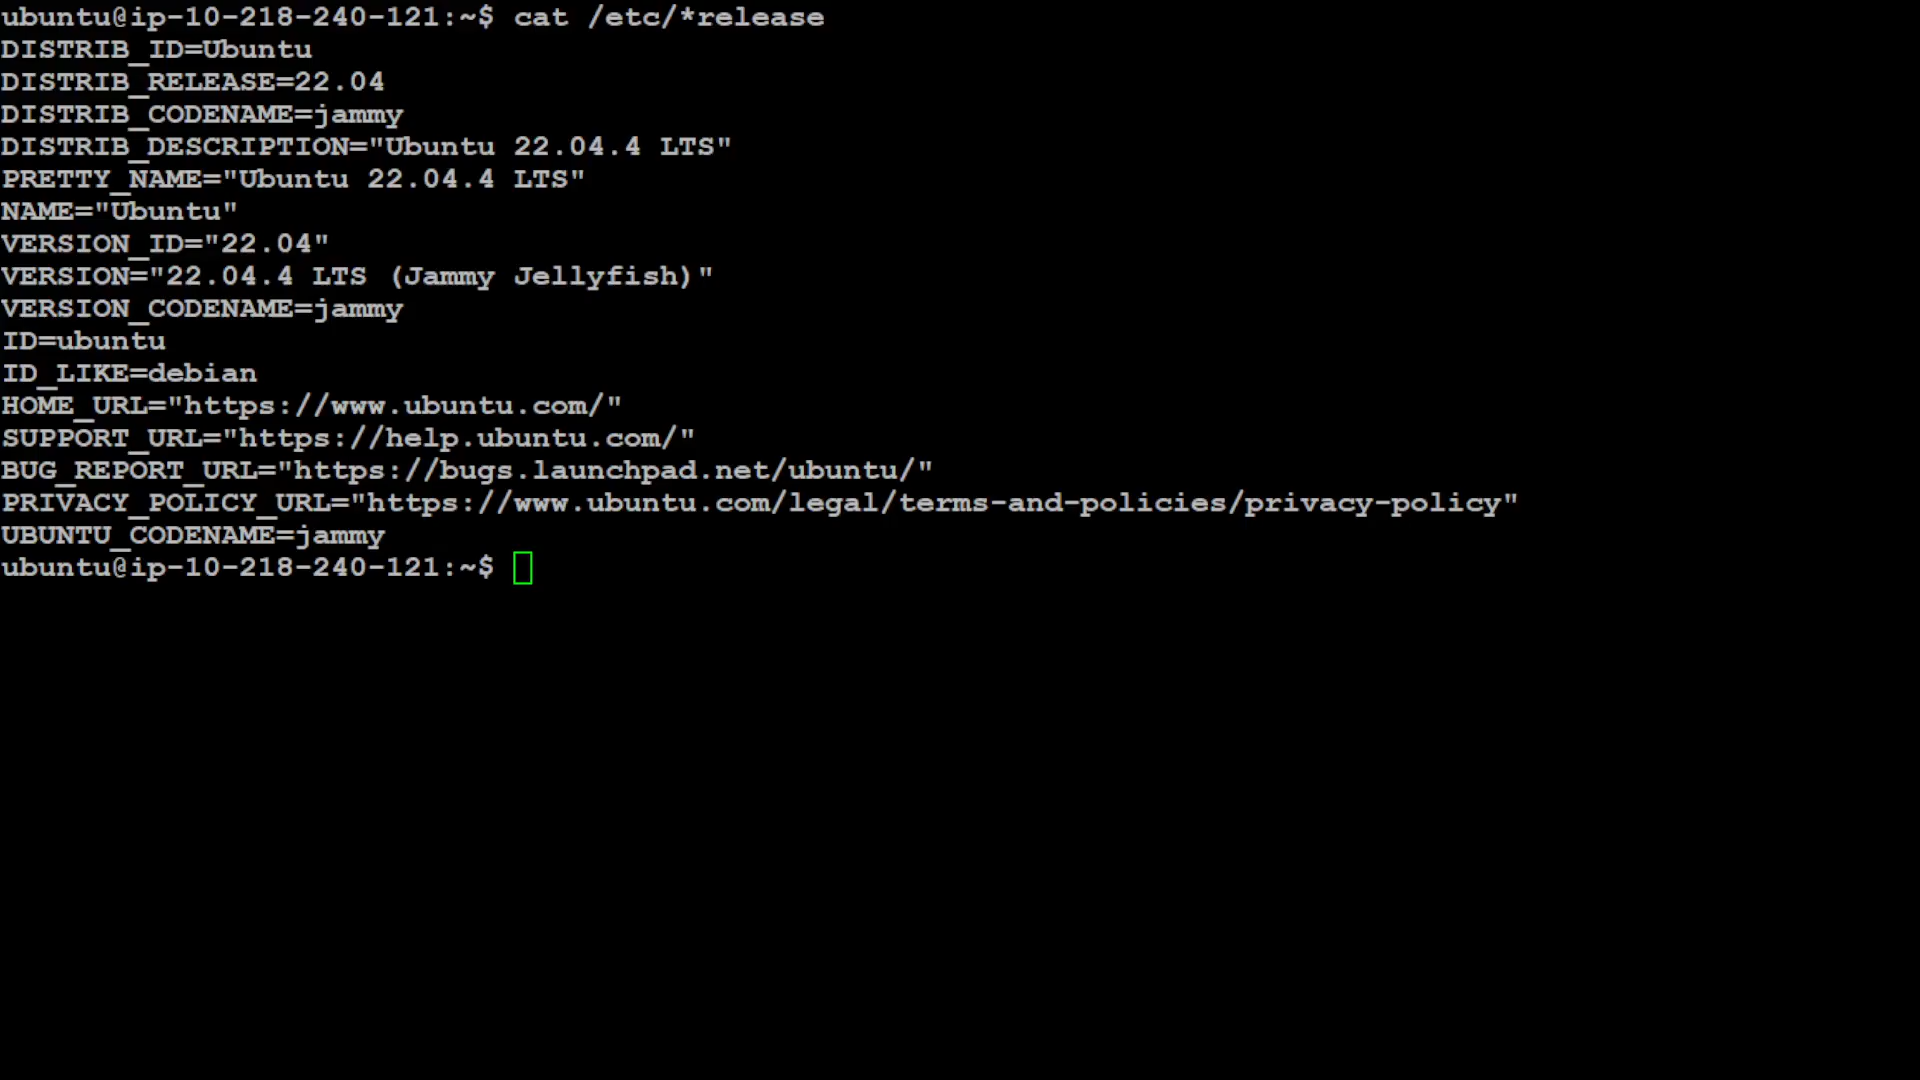 ubuntu@ip-10-218-240-121:~$ cat /etc/*release
DISTRIB_ID=Ubuntu
DISTRIB_RELEASE=22.04
DISTRIB_CODENAME=jammy
DISTRIB_DESCRIPTION="Ubuntu 22.04.4 LTS"
PRETTY_NAME="Ubuntu 22.04.4 LTS"
NAME="Ubuntu"
VERSION_ID="22.04"
VERSION="22.04.4 LTS (Jammy Jellyfish)"
VERSION_CODENAME=jammy
ID=ubuntu
ID_LIKE=debian
HOME_URL="https://www.ubuntu.com/"
SUPPORT_URL="https://help.ubuntu.com/"
BUG_REPORT_URL="https://bugs.launchpad.net/ubuntu/"
PRIVACY_POLICY_URL="https://www.ubuntu.com/legal/terms-and-policies/privacy-policy"
UBUNTU_CODENAME=jammy
ubuntu@ip-10-218-240-121:~$